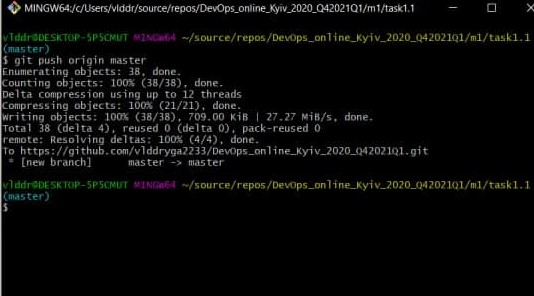 MINGW64:/c/Users/vlddr/source/repos/DevOps_online_Kyiv_2020_Q42021Q1/m1/task1.1
vlddr@DESKTOP-5P5CMUT MINGW64 ~/source/repos/DevOps_online_Kyiv_2020_Q42021Q1/m1/task1.1
(master)
$ git push origin master
Enumerating objects: 38, done.
Counting objects: 100% (38/38), done.
Delta compression using up to 12 threads
Compressing objects: 100% (21/21), done.
Writing objects: 100% (38/38), 709.00 KiB | 27.27 MiB/s, done.
Total 38 (delta 4), reused 0 (delta 0), pack-reused 0
remote: Resolving deltas: 100% (4/4), done.
To https://github.com/vlddryga2233/DevOps_online_Kyiv_2020_Q42021Q1.git
 * [new branch]      master -> master
vlddr@DESKTOP-5P5CMUT MINGW64 ~/source/repos/DevOps_online_Kyiv_2020_Q42021Q1/m1/task1.1
(master)
$